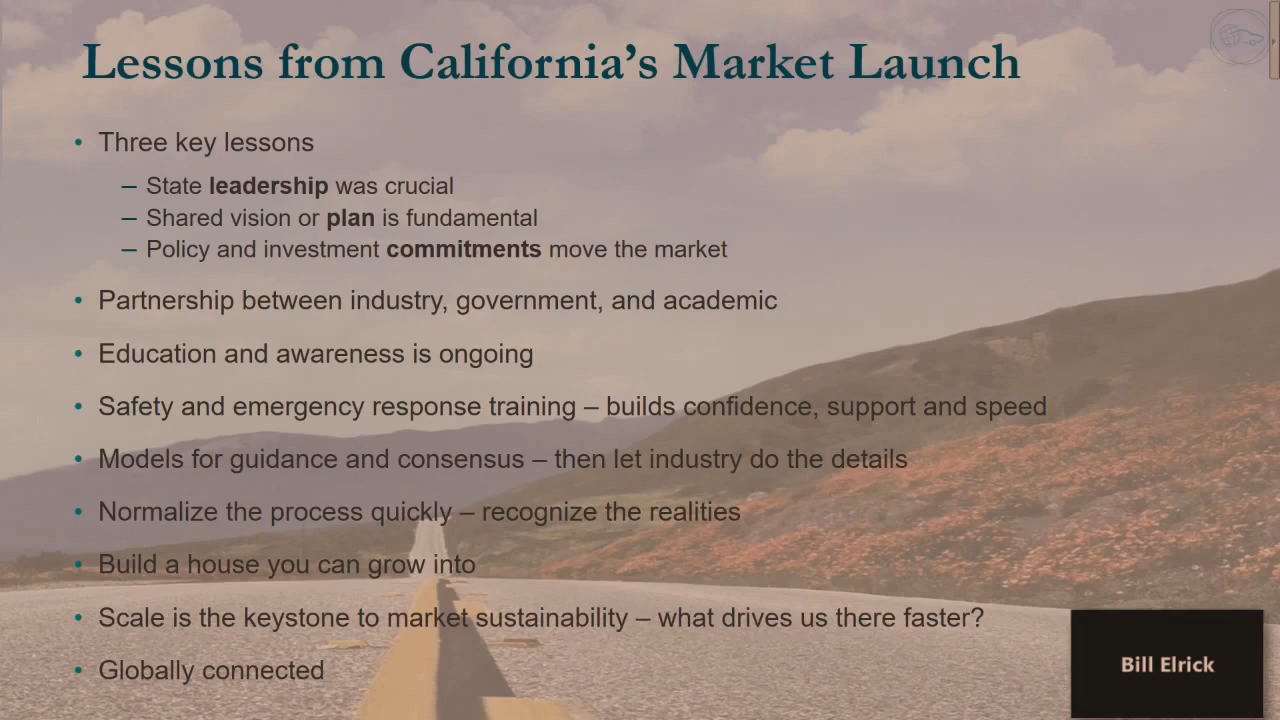 Lessons from California’s Market Launch
• Three key lessons
– State leadership was crucial
– Shared vision or plan is fundamental
– Policy and investment commitments move the market
• Partnership between industry, government, and academic
• Education and awareness is ongoing
• Safety and emergency response training – builds confidence, support and speed
• Models for guidance and consensus – then let industry do the details
• Normalize the process quickly – recognize the realities
• Build a house you can grow into
• Scale is the keystone to market sustainability – what drives us there faster?
• Globally connected
Bill Elrick